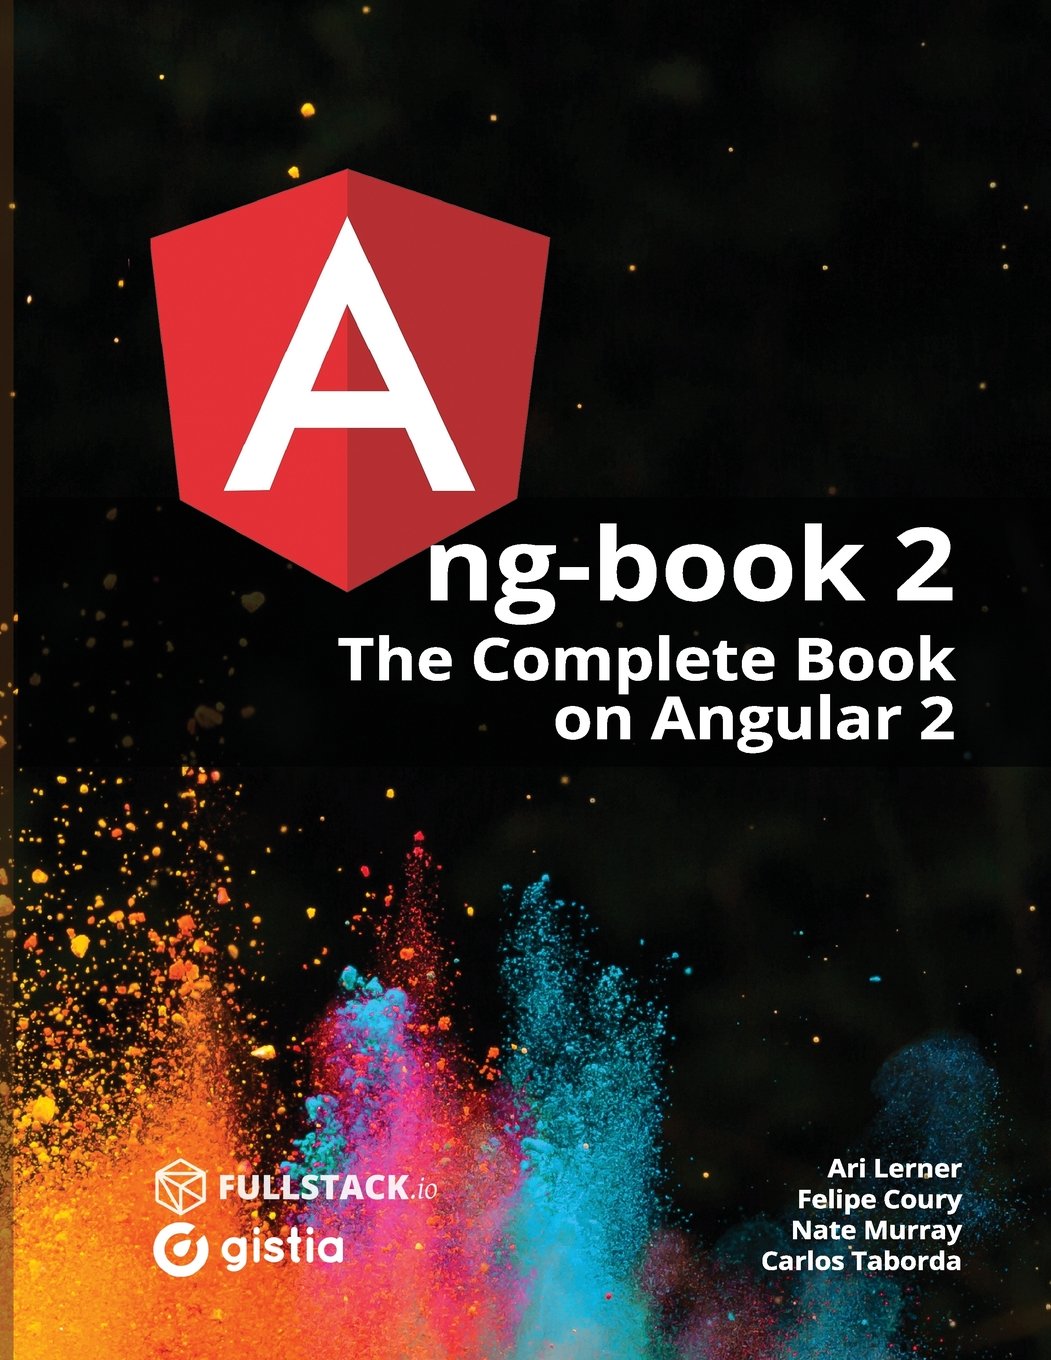 A
ng-book 2
The Complete Book
on Angular 2
FULLSTACK.io
gistia
Ari Lerner
Felipe Coury
Nate Murray
Carlos Taborda